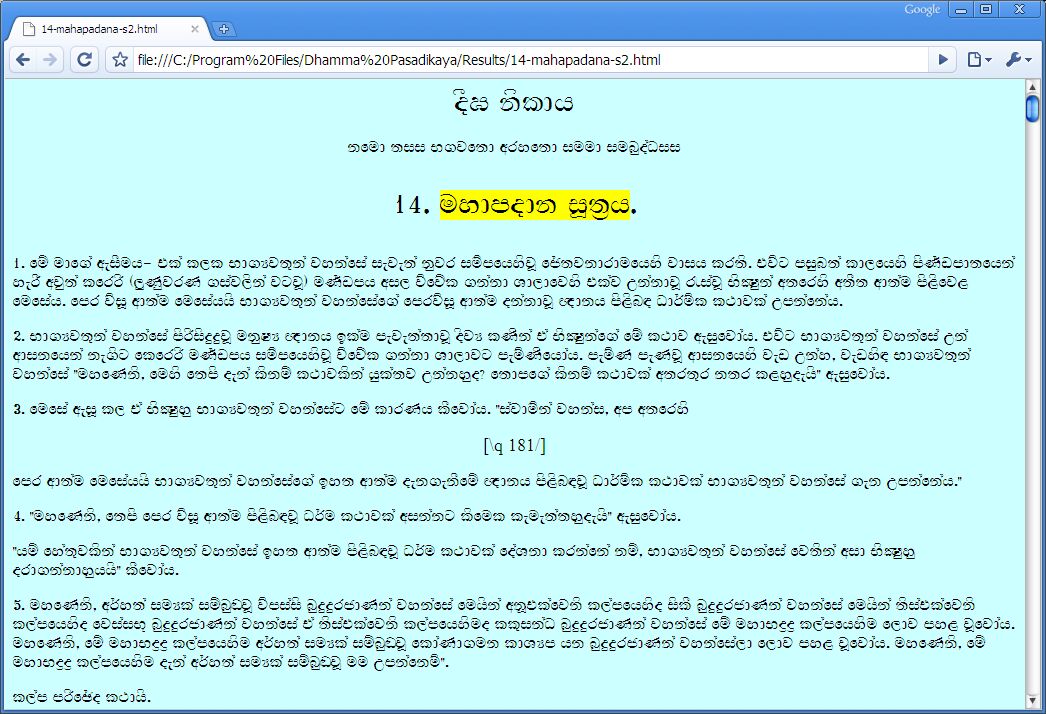 Google
14-mahapadana-s2.html
file:///C:/Program%20Files/Dhamma%20Pasadikaya/Results/14-mahapadana-s2.html
දීඝ නිකාය
නමො තසස භගවතො අරහතො සම්මා සම්බුද්ධසස
14. මහාපදාන සූත්‍රය.
1. මේ මාගේ ඇසීමය- එක් කලක භාග්‍යවතුන් වහන්සේ සැවැත් නුවර සමීපයෙහිවූ ජේතවනාරාමයෙහි වාසය කරති. එවිට පසුබත් කාලයෙහි පිණ්ඩපාතයෙන්
හැරී අවුත් කරෙරි (ලුණුවරණ ගස්වලින් වටවූ) මණ්ඩපය අසල විවේක ගන්නා ශාලාවෙහි එක්ව උන්නාවූ රැස්වූ භික්‍ෂූන් අතරෙහි අතීත ආත්ම පිළිවෙළ
මෙසේය. පෙර විසූ ආත්ම මෙසේයයි භාග්‍යවතුන් වහන්සේගේ පෙරවිසූ ආත්ම දන්නාවූ ඥානය පිළිබඳ ධාර්මික කථාවක් උපන්නේය.
2. භාග්‍යවතුන් වහන්සේ පිරිසිදුදුවූ මනුෂ්‍ය ඥානය ඉක්ම පැවැත්තාවූ දිව්‍ය කණින් ඒ භික්‍ෂූන්ගේ මේ කථාව ඇසුවෝය. එවිට භාග්‍යවතුන් වහන්සේ උන්
ආසනයෙන් නැගිට කෙරෙරි මණ්ඩපය සමීපයෙහිවූ විවේක ගන්නා ශාලාවට පැමිණියෝය. පැමිණ පැණවූ ආසනයෙහි වැඩ උන්හ, වැඩහිඳ භාග්‍යවතුන්
වහන්සේ "මහණෙනි, මෙහි තෙපි දැන් කිනම් කථාවකින් යුක්තව උන්නහුද? තොපගේ කිනම් කථාවක් අතරතුර නතර කළහුදැයි" ඇසුවෝය.
3. මෙසේ ඇසූ කල ඒ භික්‍ෂුහු භාග්‍යවතුන් වහන්සේට මේ කාරණය කීවෝය. "ස්වාමීන් වහන්ස, අප අතරෙහි
[\q 181/]
පෙර ආත්ම මෙසේයයි භාග්‍යවතුන් වහන්සේගේ ඉහත ආත්ම දැනගැනීමේ ඥානය පිළිබඳවූ ධාර්මික කථාවක් භාග්‍යවතුන් වහන්සේ ගැන උපන්නේය."
4. "මහණෙනි, තෙපි පෙර විසූ ආත්ම පිළිබඳවූ ධර්ම කථාවක් අසන්නට කිමෙක කැමැත්තහුදැයි" ඇසුවෝය.
"යම් හේතුවකින් භාග්‍යවතුන් වහන්සේ ඉහත ආත්ම පිළිබඳවූ ධර්ම කථාවක් දේශනා කරන්නේ නම්, භාග්‍යවතුන් වහන්සේ වෙතින් අසා භික්‍ෂුහු
දරාගන්නාහුයයි" කීවෝය.
5. මහණෙනි, අර්හත් සම්‍යක් සම්බුඩවූ විපස්සි බුදුදුරජාණන් වහන්සේ මෙයින් අනූඑක්වෙනි කල්පයෙහිද සිඛී බුදුදුරජාණන් වහන්සේ මෙයින් තිස්එක්වෙනි
කල්පයෙහිද වෙස්සභූ බුදුදුරජාණන් වහන්සේ ඒ තිස්එක්වෙනි කල්පයෙහිමද කකුසන්ධ බුදුදුරජාණන් වහන්සේ මේ මහාභද්‍ර කල්පයෙහිම ලොව පහළ වූවෝය.
මහණෙනි, මේ මහාභද්‍ර කල්පයෙහිම අර්හත් සම්‍යක් සම්බුඩවූ කෝණාගමන කාශ්‍යප යන බුදුදුරජාණන් වහන්සේලා ලොව පහළ වූවෝය. මහණෙනි, මේ
මහාභද්‍ර කල්පයෙහිම දැන් අර්හත් සම්‍යක් සම්බුඩවූ මම උපන්නෙමි".
කල්ප පරිඡේද කථායි.